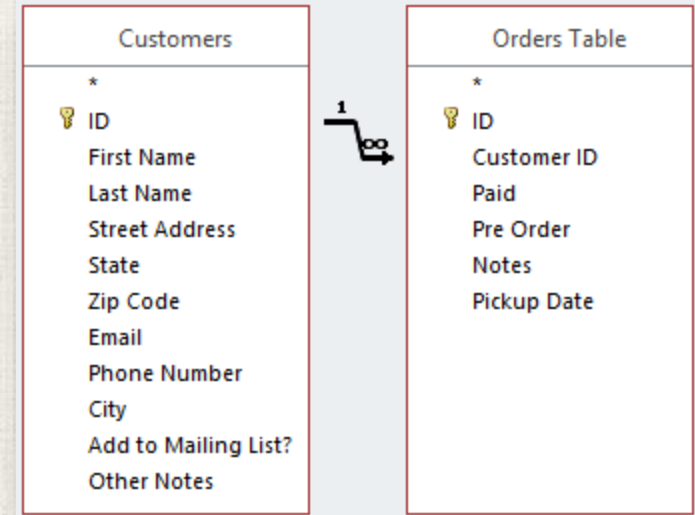 Customers
*
ID
First Name
Last Name
Street Address
State
Zip Code
Email
Phone Number
City
Add to Mailing List?
Other Notes
1
∞
Orders Table
*
ID
Customer ID
Paid
Pre Order
Notes
Pickup Date